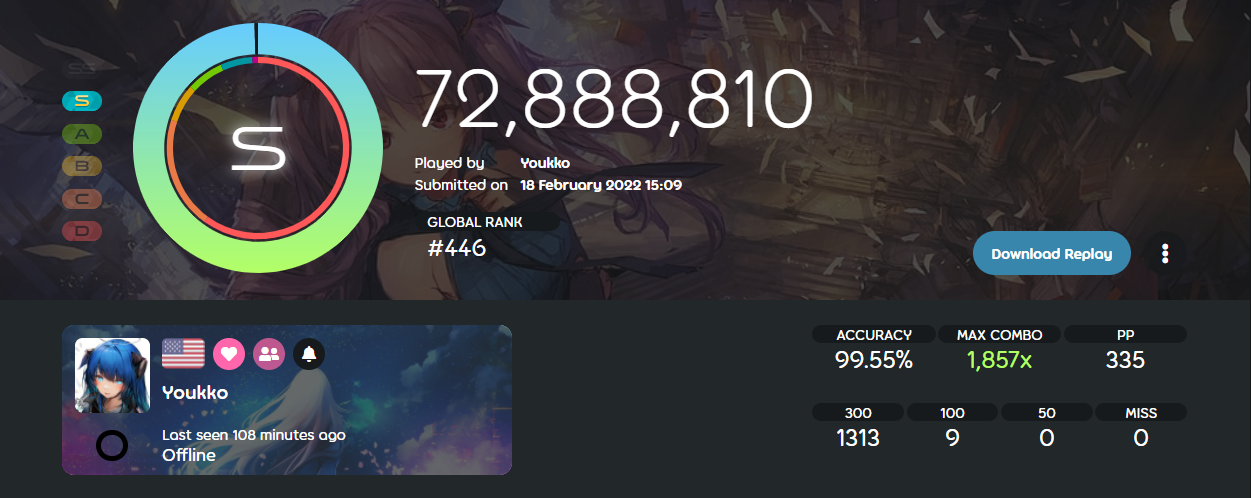 SS
S
A
B
C
D
S
72,888,810
Played by Youkko
Submitted on 18 February 2022 15:09
GLOBAL RANK
#446
Download Replay
Youkko
Last seen 108 minutes ago
Offline
ACCURACY MAX COMBO PP
99.55% 1,857x 335
300 100 50 MISS
1313 9 0 0